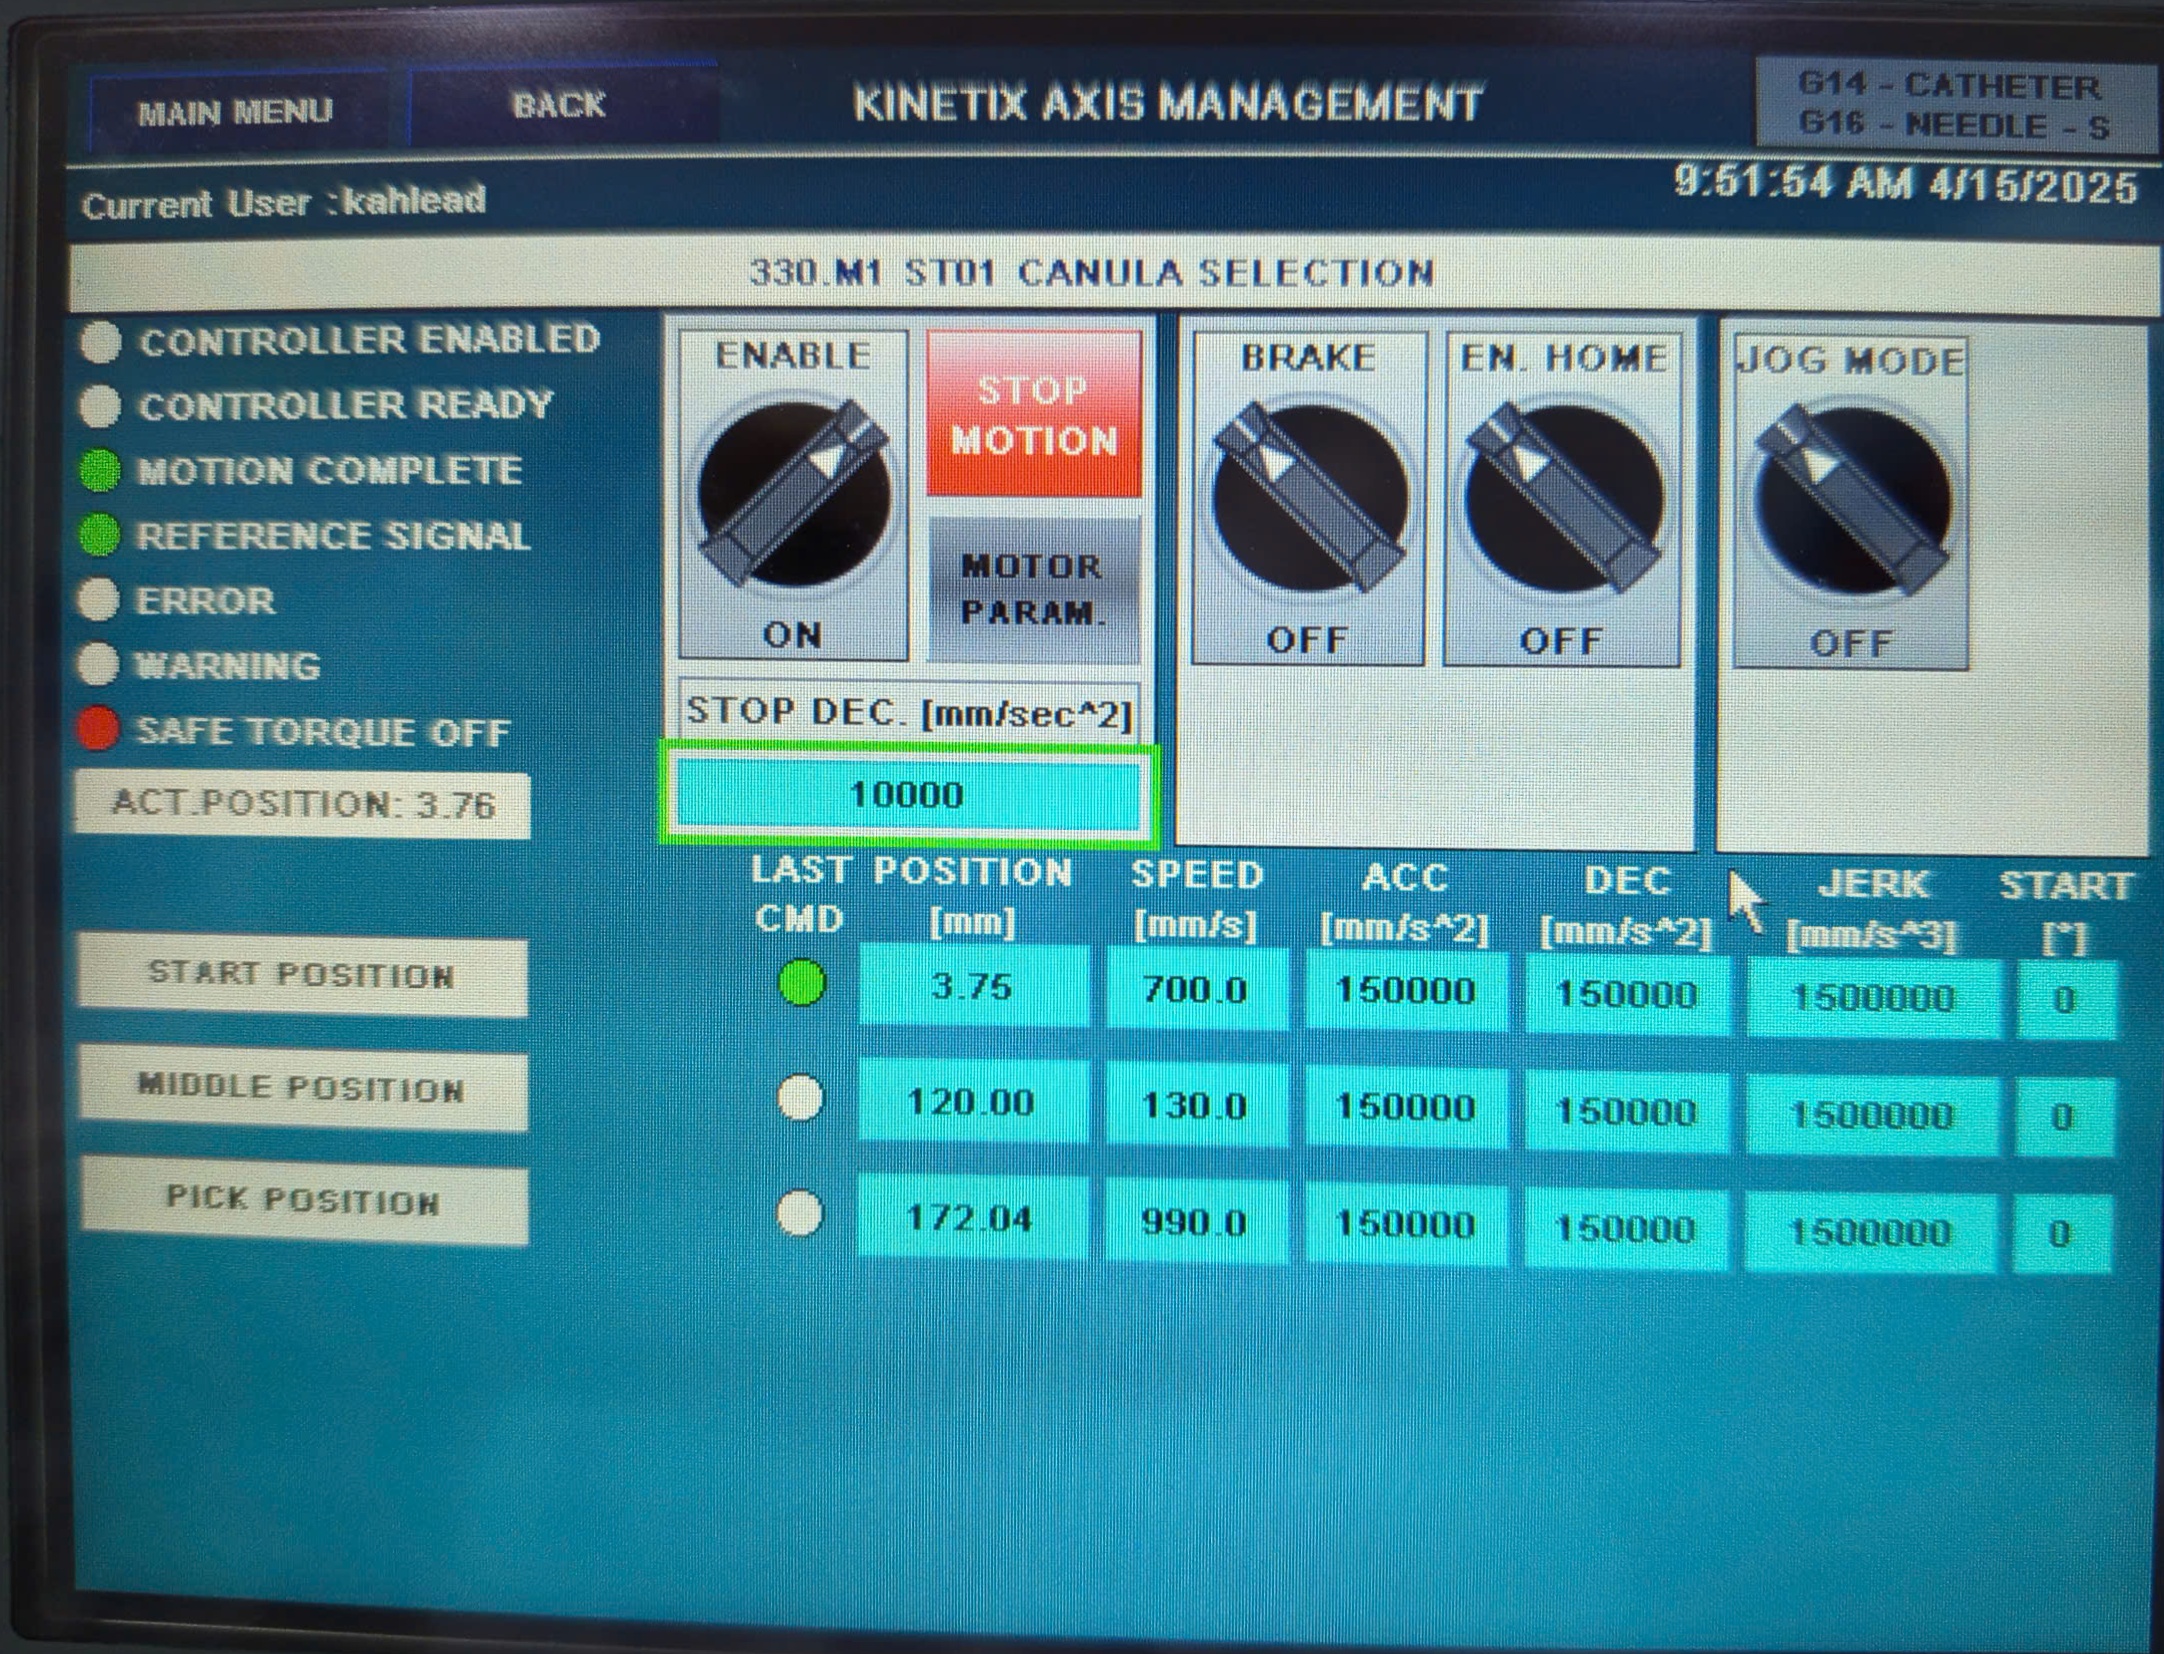 MAIN MENU
BACK
KINETIX AXIS MANAGEMENT
G14 - CATHETER
G16 - NEEDLE - S
Current User :kahlead
9:51:54 AM 4/15/2025
330.M1 ST01 CANULA SELECTION
CONTROLLER ENABLED
CONTROLLER READY
MOTION COMPLETE
REFERENCE SIGNAL
ERROR
WARNING
SAFE TORQUE OFF
ACT.POSITION: 3.76
ENABLE
ON
STOP
MOTION
MOTOR
PARAM.
STOP DEC. [mm/sec^2]
10000
BRAKE
OFF
EN. HOME
OFF
JOG MODE
OFF
LAST POSITION SPEED ACC DEC JERK START
CMD [mm] [mm/s] [mm/s^2] [mm/s^2] [mm/s^3] [°]
START POSITION 3.75 700.0 150000 150000 1500000 0
MIDDLE POSITION 120.00 130.0 150000 150000 1500000 0
PICK POSITION 172.04 990.0 150000 150000 1500000 0